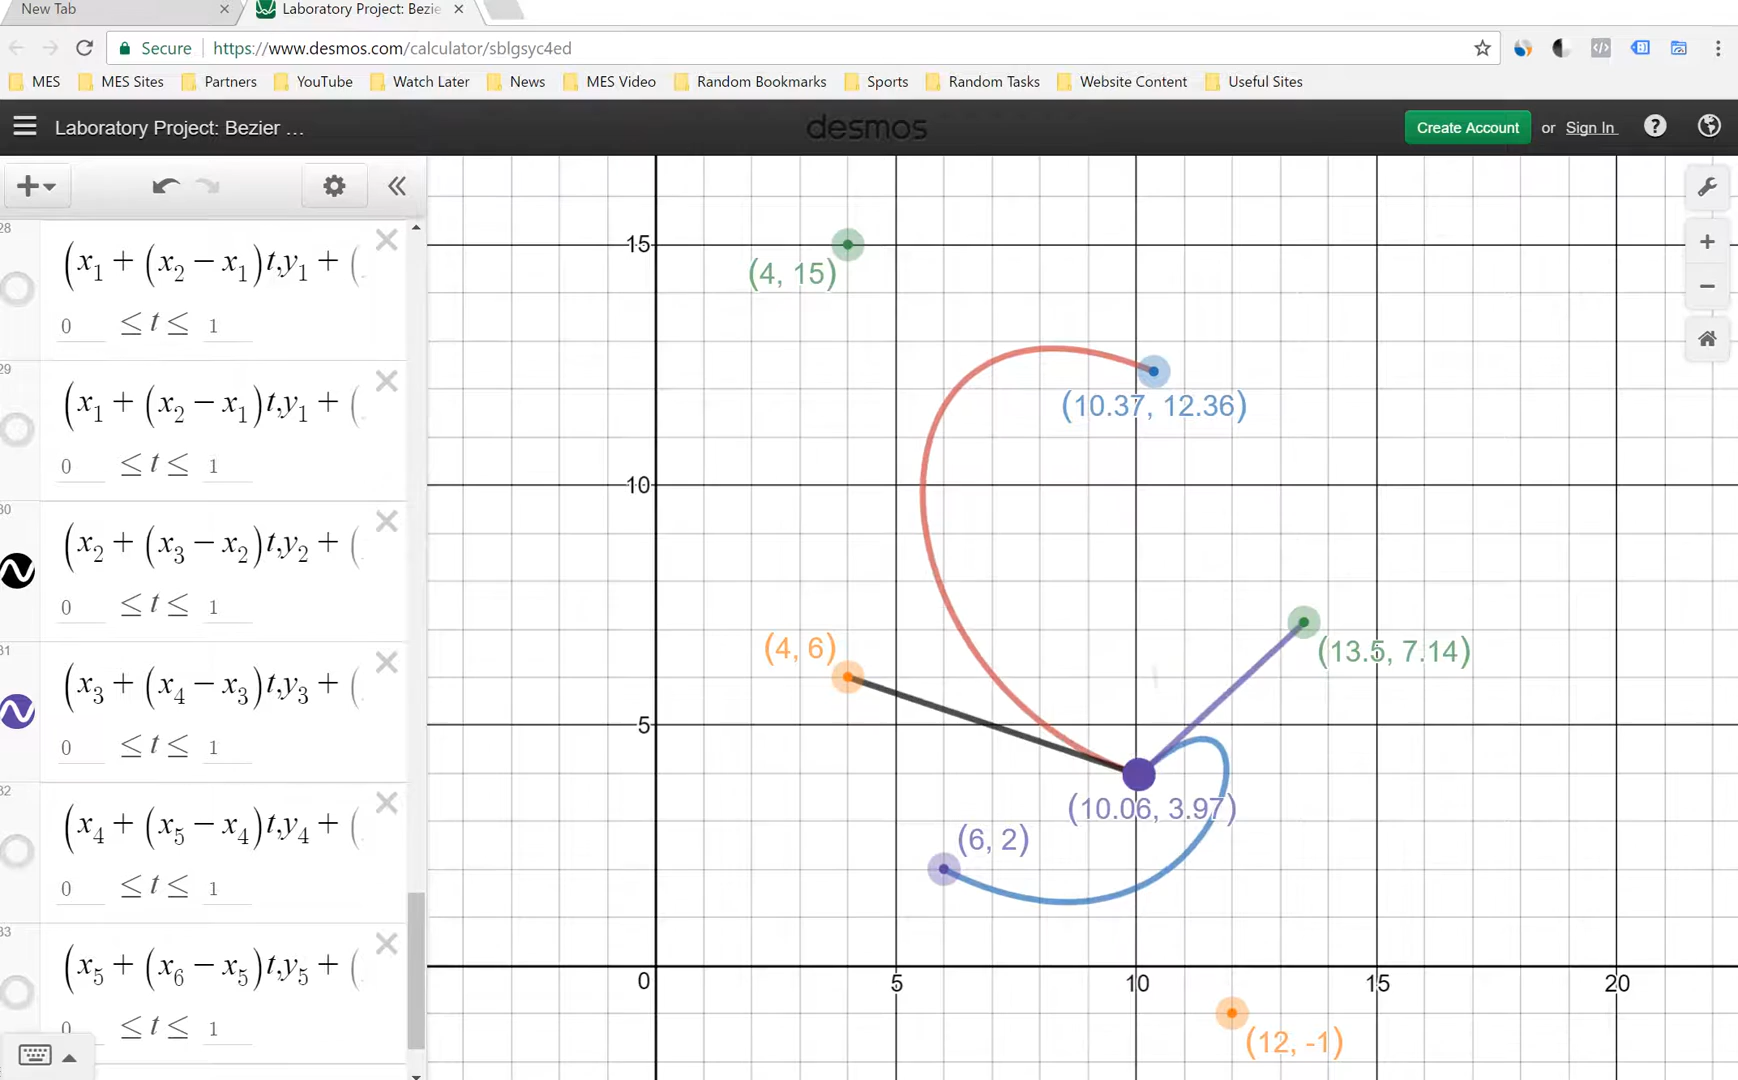 New Tab
Laboratory Project: Bezie
Secure
https://www.desmos.com/calculator/sblgsyc4ed
MES
MES Sites
Partners
YouTube
Watch Later
News
MES Video
Random Bookmarks
Sports
Random Tasks
Website Content
Useful Sites
Laboratory Project: Bezier ...
desmos
Create Account
or
Sign In
28
(x₁ + (x₂ − x₁)t,y₁ + (
0 ≤ t ≤ 1
29
(x₁ + (x₂ − x₁)t,y₁ + (
0 ≤ t ≤ 1
30
(x₂ + (x₃ − x₂)t,y₂ + (
0 ≤ t ≤ 1
31
(x₃ + (x₄ − x₃)t,y₃ + (
0 ≤ t ≤ 1
32
(x₄ + (x₅ − x₄)t,y₄ + (
0 ≤ t ≤ 1
33
(x₅ + (x₆ − x₅)t,y₅ + (
0 ≤ t ≤ 1
15
(4, 15)
(10.37, 12.36)
10
(4, 6)
(13.5, 7.14)
5
(10.06, 3.97)
(6, 2)
0
5
10
15
20
(12, -1)